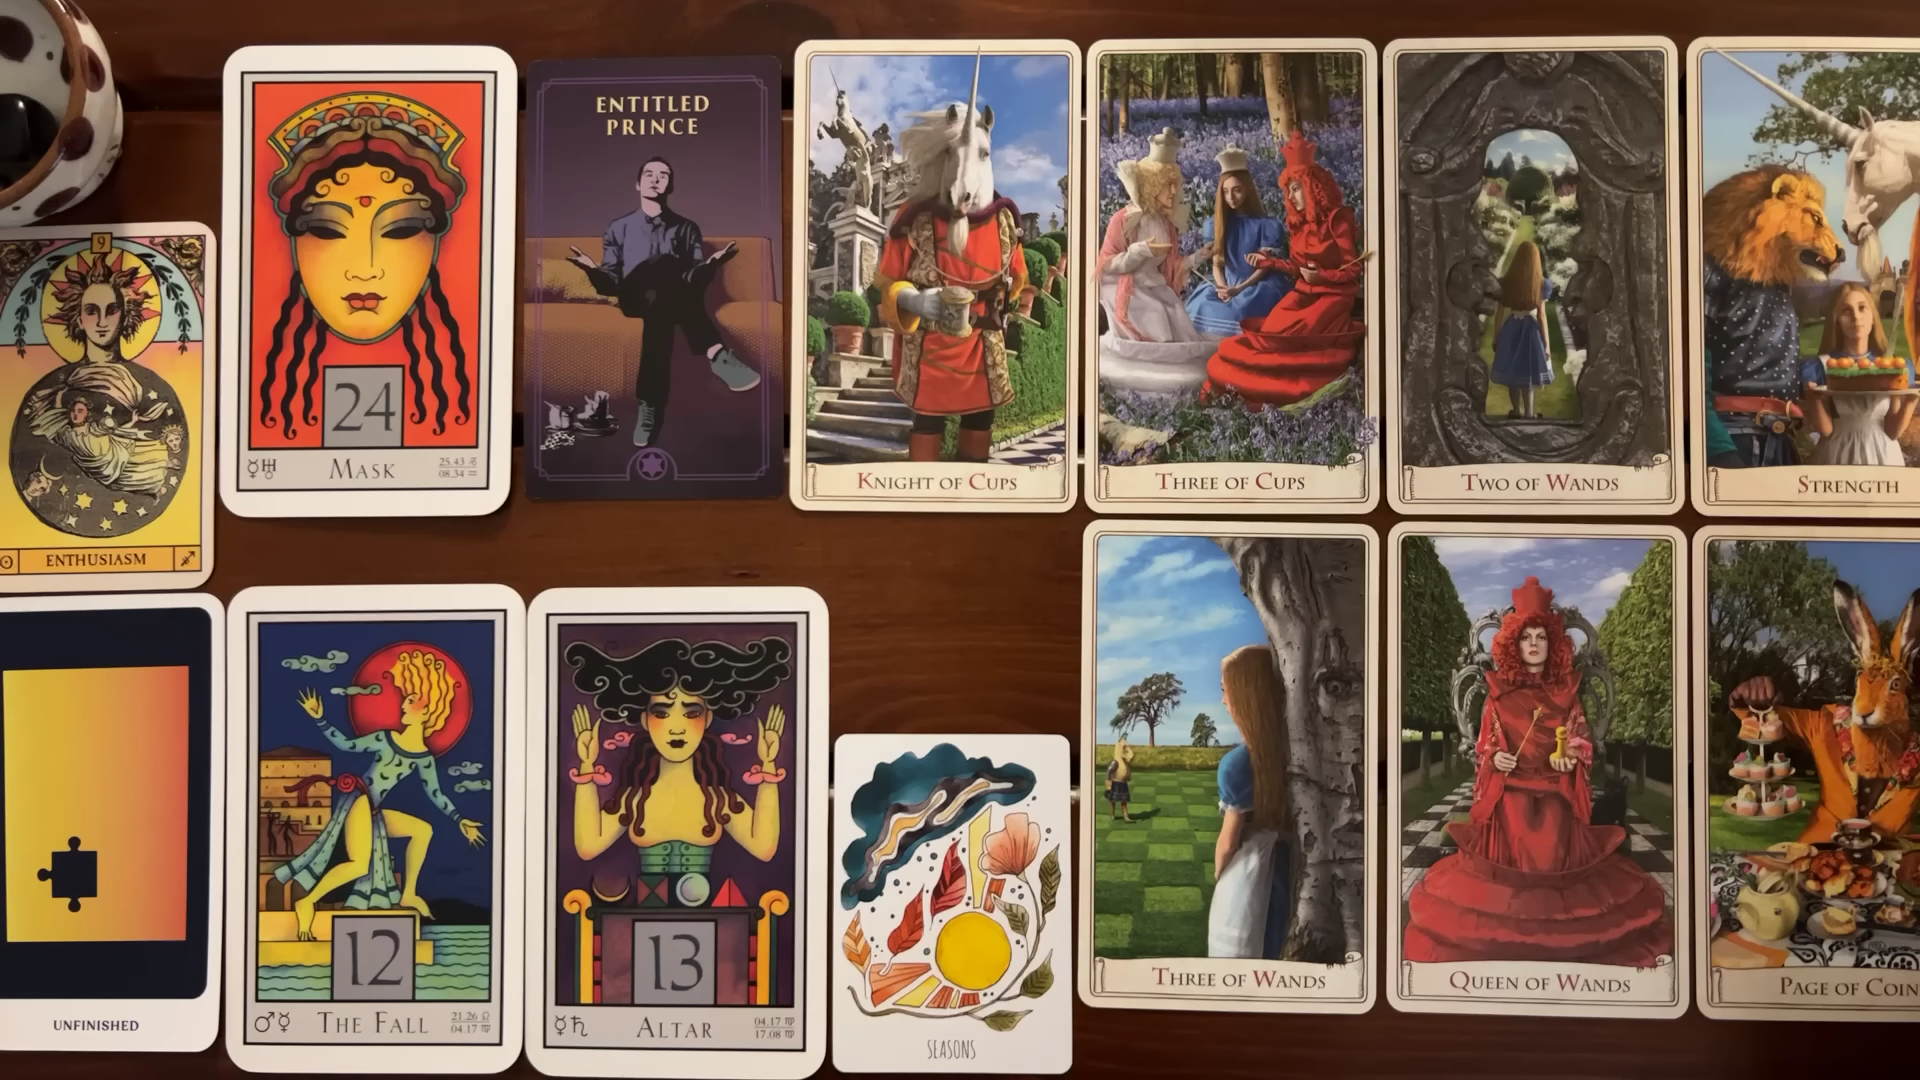 9
ENTHUSIASM
24
MASK
25.43
08.34
ENTITLED
PRINCE
KNIGHT OF CUPS
THREE OF CUPS
TWO OF WANDS
STRENGTH
UNFINISHED
12
THE FALL
21.26
04.17
13
ALTAR
04.17
17.08
SEASONS
THREE OF WANDS
QUEEN OF WANDS
PAGE OF COIN